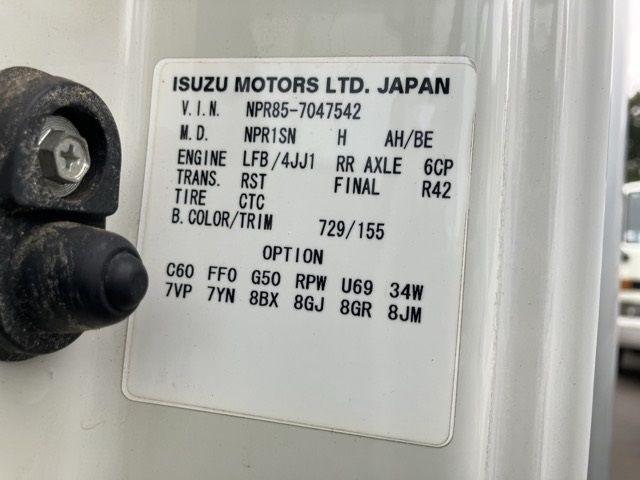 ISUZU MOTORS LTD. JAPAN
V.I.N. NPR85-7047542
M.D. NPR1SN H AH/BE
ENGINE LFB/4JJ1 RR AXLE 6CP
TRANS. RST FINAL R42
TIRE CTC
B.COLOR/TRIM 729/155
OPTION
C60 FF0 G50 RPW U69 34W
7VP 7YN 8BX 8GJ 8GR 8JM